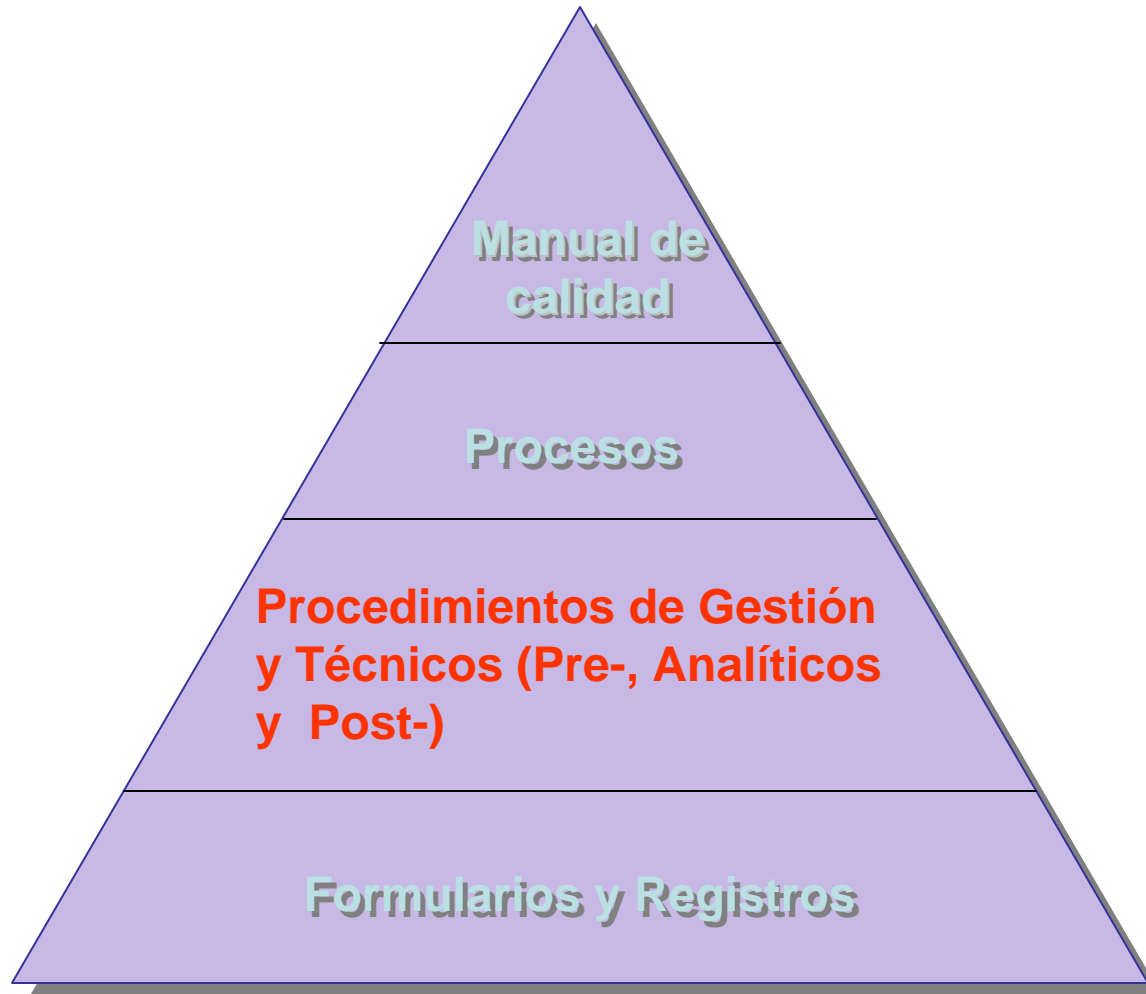 Manual de
calidad
Procesos
Procedimientos de Gestión
y Técnicos (Pre-, Analíticos
y Post-)
Formularios y Registros